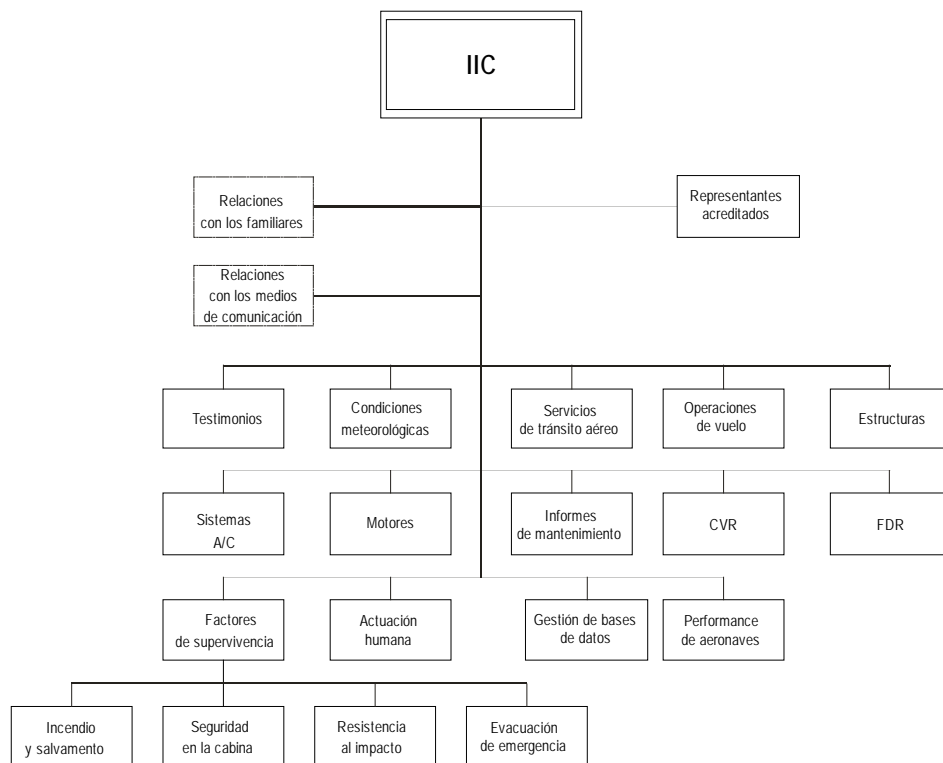 IIC
Relaciones
con los familiares
Representantes
acreditados
Relaciones
con los medios
de comunicación
Testimonios
Condiciones
meteorológicas
Servicios
de tránsito aéreo
Operaciones
de vuelo
Estructuras
Sistemas
A/C
Motores
Informes
de mantenimiento
CVR
FDR
Factores
de supervivencia
Actuación
humana
Gestión de bases
de datos
Performance
de aeronaves
Incendio
y salvamento
Seguridad
en la cabina
Resistencia
al impacto
Evacuación
de emergencia